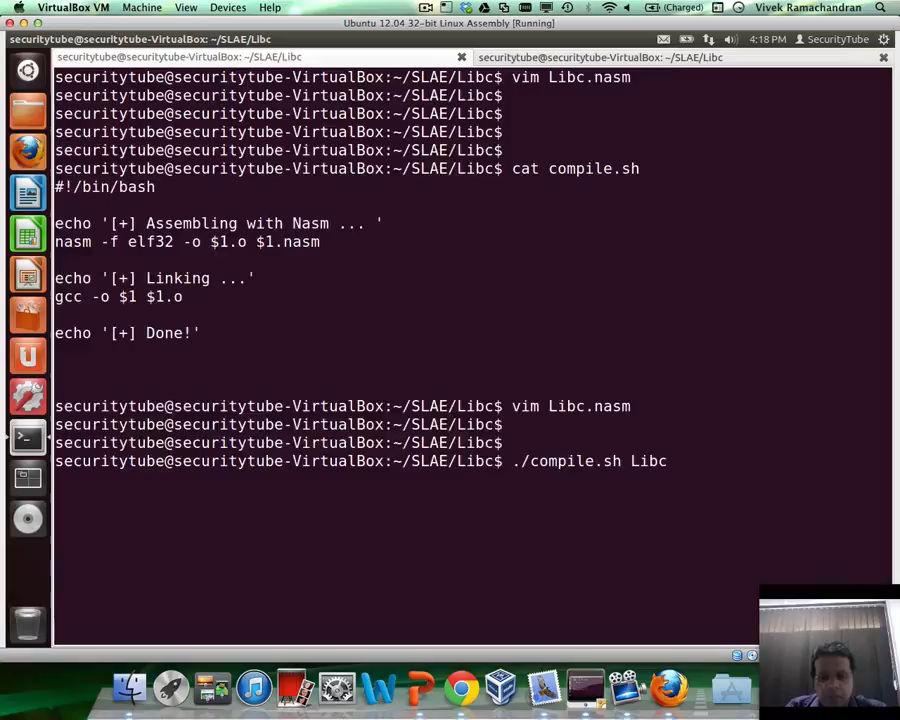 VirtualBox VM Machine View Devices Help (Charged) Vivek Ramachandran
Ubuntu 12.04 32-bit Linux Assembly [Running]
securitytube@securitytube-VirtualBox: ~/SLAE/Libc 4:18 PM SecurityTube
securitytube@securitytube-VirtualBox: ~/SLAE/Libc securitytube@securitytube-VirtualBox: ~/SLAE/Libc
securitytube@securitytube-VirtualBox:~/SLAE/Libc$ vim Libc.nasm
securitytube@securitytube-VirtualBox:~/SLAE/Libc$
securitytube@securitytube-VirtualBox:~/SLAE/Libc$
securitytube@securitytube-VirtualBox:~/SLAE/Libc$
securitytube@securitytube-VirtualBox:~/SLAE/Libc$
securitytube@securitytube-VirtualBox:~/SLAE/Libc$ cat compile.sh
#!/bin/bash
echo '[+] Assembling with Nasm ... '
nasm -f elf32 -o $1.o $1.nasm
echo '[+] Linking ...'
gcc -o $1 $1.o
echo '[+] Done!'
securitytube@securitytube-VirtualBox:~/SLAE/Libc$ vim Libc.nasm
securitytube@securitytube-VirtualBox:~/SLAE/Libc$
securitytube@securitytube-VirtualBox:~/SLAE/Libc$
securitytube@securitytube-VirtualBox:~/SLAE/Libc$ ./compile.sh Libc